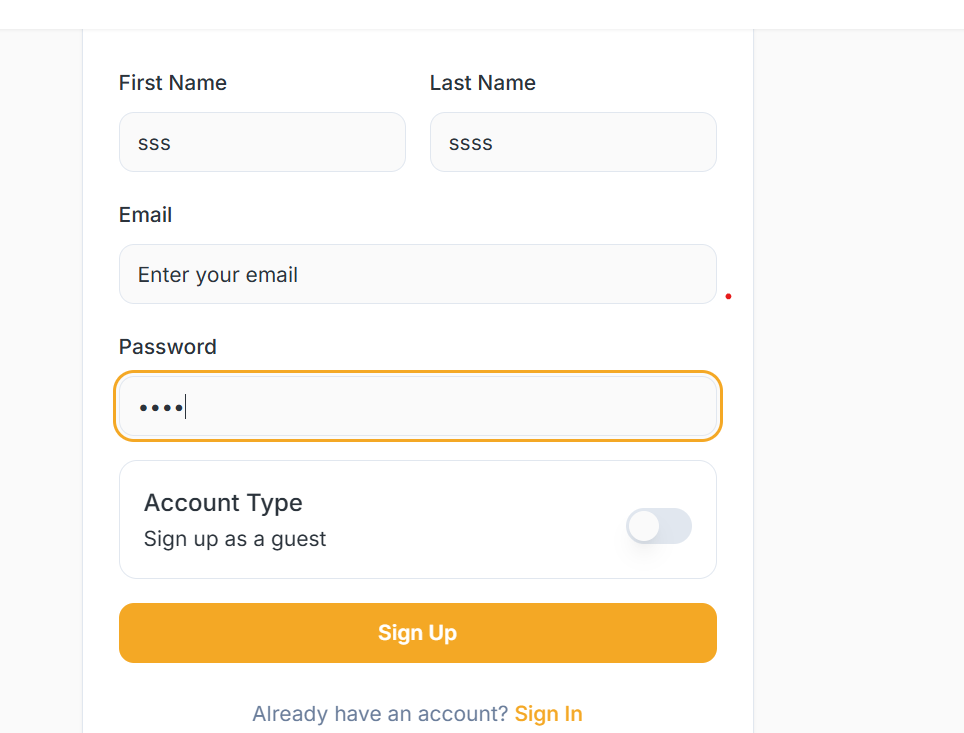 First Name Last Name
sss ssss
Email
Enter your email
Password
••••
Account Type
Sign up as a guest
Sign Up
Already have an account? Sign In